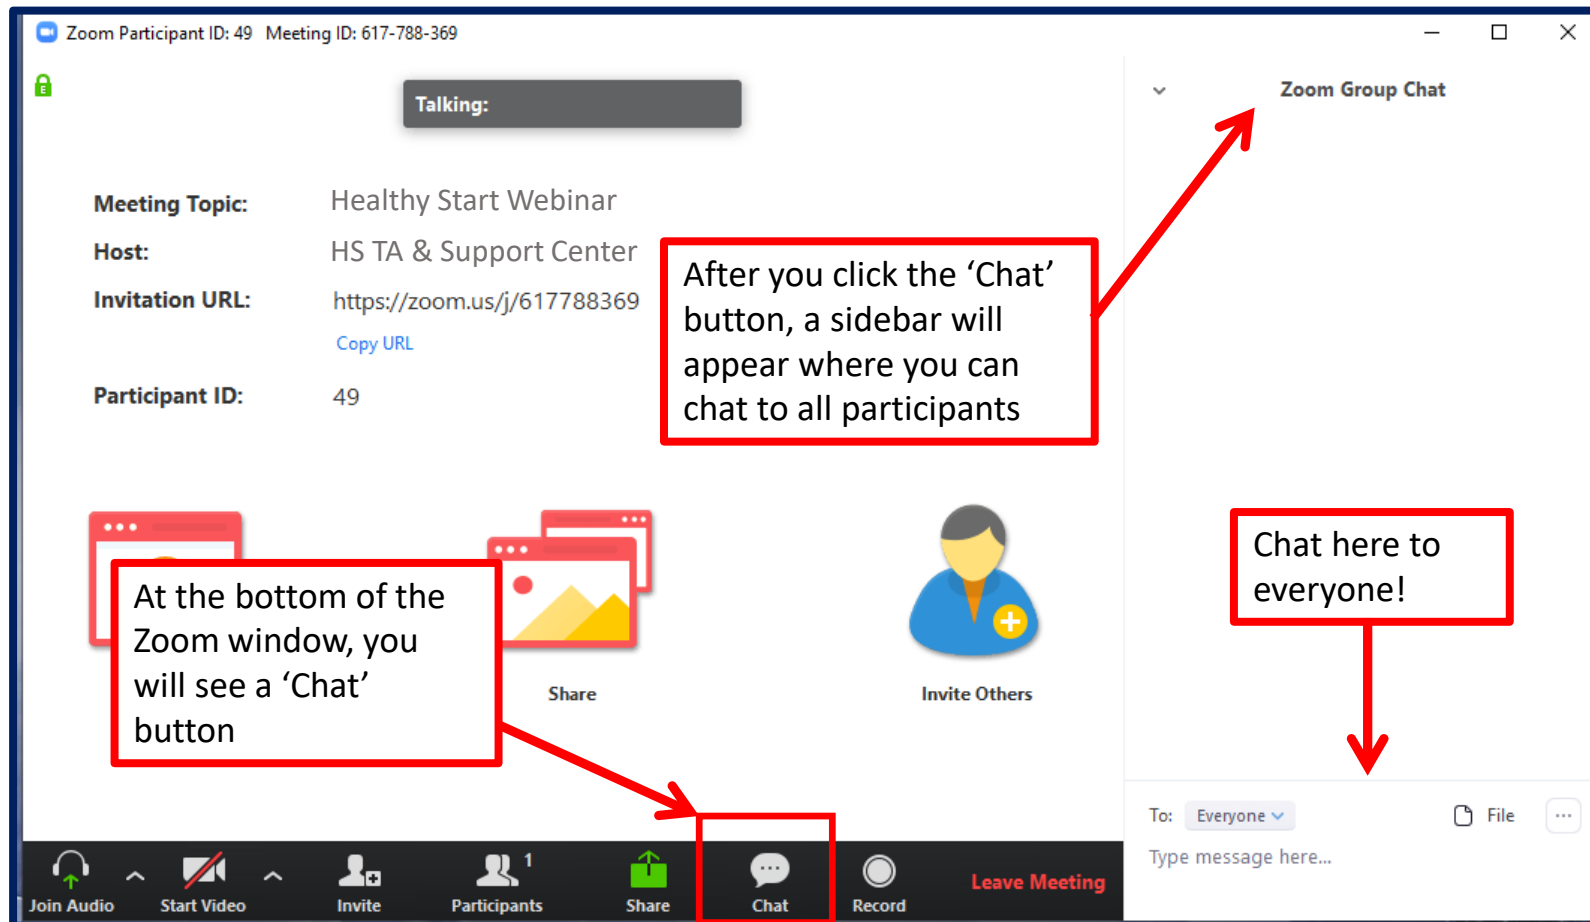 Zoom Participant ID: 49   Meeting ID: 617-788-369
Talking:
Zoom Group Chat
Meeting Topic: Healthy Start Webinar
Host: HS TA & Support Center
Invitation URL: https://zoom.us/j/617788369
Copy URL
Participant ID: 49
After you click the ‘Chat’
button, a sidebar will
appear where you can
chat to all participants
At the bottom of the
Zoom window, you
will see a ‘Chat’
button
Share
Invite Others
Chat here to
everyone!
To: Everyone File ...
Type message here...
1
Join Audio Start Video Invite Participants Share Chat Record Leave Meeting